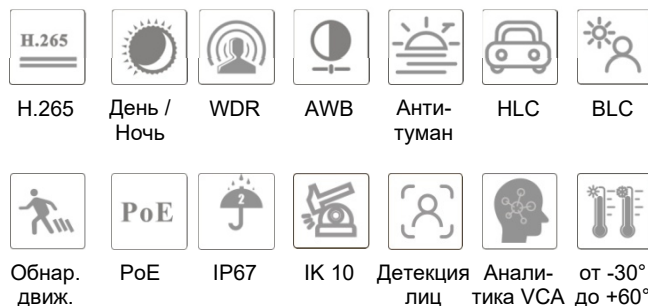 H.265
H.265 День / WDR AWB Анти- HLC BLC
Ночь туман
PoE 2
Обнар. PoE IP67 IK 10 Детекция Анали- от -30°
движ. лиц тика VCA до +60°